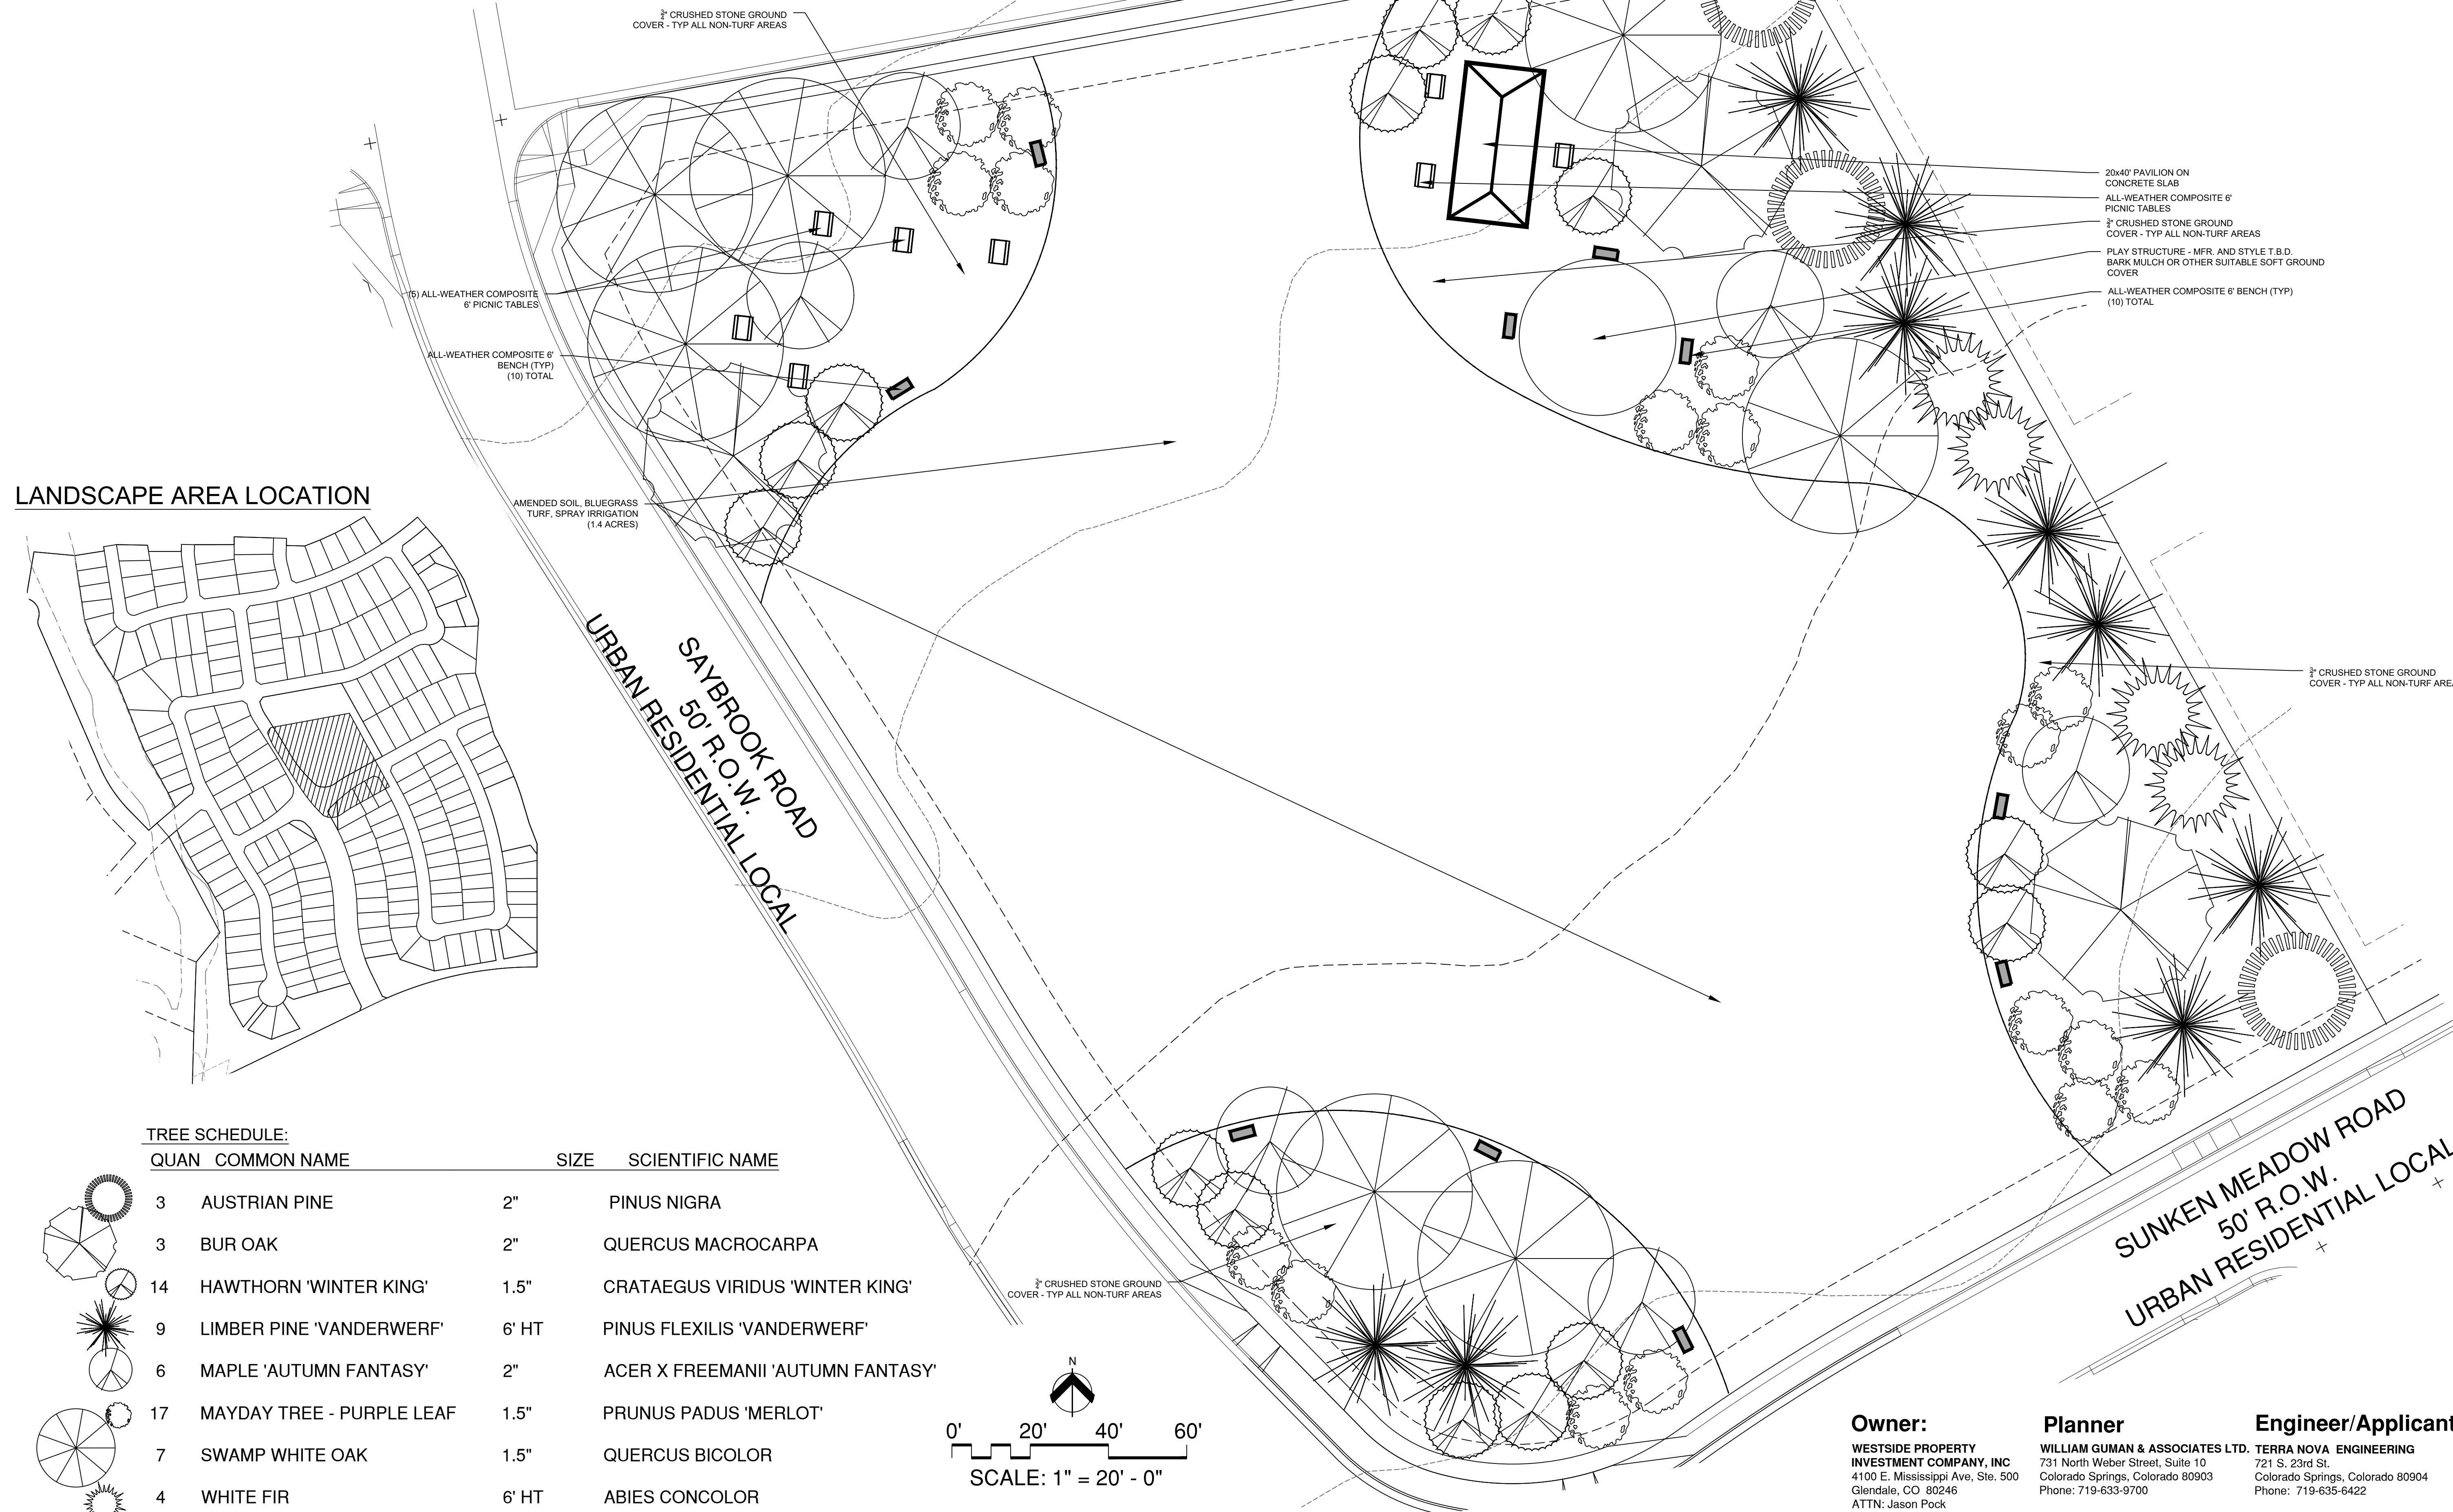 ¾" CRUSHED STONE GROUND
COVER - TYP ALL NON-TURF AREAS
20x40' PAVILION ON
CONCRETE SLAB
ALL-WEATHER COMPOSITE 6'
PICNIC TABLES
¾" CRUSHED STONE GROUND
COVER - TYP ALL NON-TURF AREAS
PLAY STRUCTURE - MFR. AND STYLE T.B.D.
BARK MULCH OR OTHER SUITABLE SOFT GROUND
COVER
ALL-WEATHER COMPOSITE 6' BENCH (TYP)
(10) TOTAL
(5) ALL-WEATHER COMPOSITE
6' PICNIC TABLES
ALL-WEATHER COMPOSITE 6'
BENCH (TYP)
(10) TOTAL
AMENDED SOIL, BLUEGRASS
TURF, SPRAY IRRIGATION
(1.4 ACRES)
LANDSCAPE AREA LOCATION
SAYBROOK ROAD
50' R.O.W.
URBAN RESIDENTIAL LOCAL
¾" CRUSHED STONE GROUND
COVER - TYP ALL NON-TURF AREA
¾" CRUSHED STONE GROUND
COVER - TYP ALL NON-TURF AREAS
SUNKEN MEADOW ROAD
50' R.O.W.
URBAN RESIDENTIAL LOCAL
TREE SCHEDULE:
QUAN COMMON NAME SIZE SCIENTIFIC NAME
3 AUSTRIAN PINE 2" PINUS NIGRA
3 BUR OAK 2" QUERCUS MACROCARPA
14 HAWTHORN 'WINTER KING' 1.5" CRATAEGUS VIRIDUS 'WINTER KING'
9 LIMBER PINE 'VANDERWERF' 6' HT PINUS FLEXILIS 'VANDERWERF'
6 MAPLE 'AUTUMN FANTASY' 2" ACER X FREEMANII 'AUTUMN FANTASY'
17 MAYDAY TREE - PURPLE LEAF 1.5" PRUNUS PADUS 'MERLOT'
7 SWAMP WHITE OAK 1.5" QUERCUS BICOLOR
4 WHITE FIR 6' HT ABIES CONCOLOR
N
0' 20' 40' 60'
SCALE: 1" = 20' - 0"
Owner:
WESTSIDE PROPERTY
INVESTMENT COMPANY, INC
4100 E. Mississippi Ave, Ste. 500
Glendale, CO 80246
ATTN: Jason Pock
Planner
WILLIAM GUMAN & ASSOCIATES LTD.
731 North Weber Street, Suite 10
Colorado Springs, Colorado 80903
Phone: 719-633-9700
Engineer/Applicant
TERRA NOVA ENGINEERING
721 S. 23rd St.
Colorado Springs, Colorado 80904
Phone: 719-635-6422